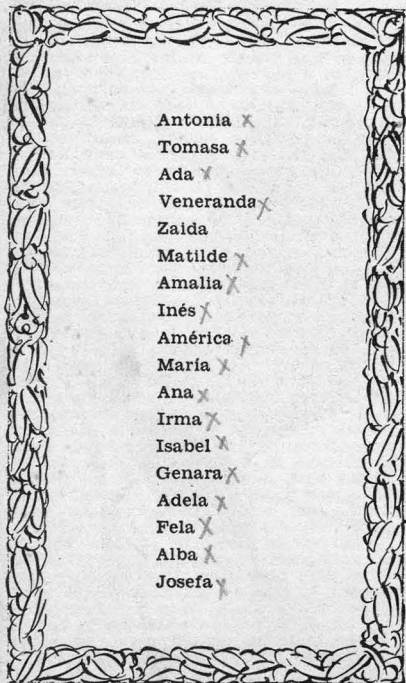 Antonia x
Tomasa x
Ada x
Veneranda x
Zaida
Matilde x
Amalia x
Inés x
América x
María x
Ana x
Irma x
Isabel x
Genara x
Adela x
Fela x
Alba x
Josefa x